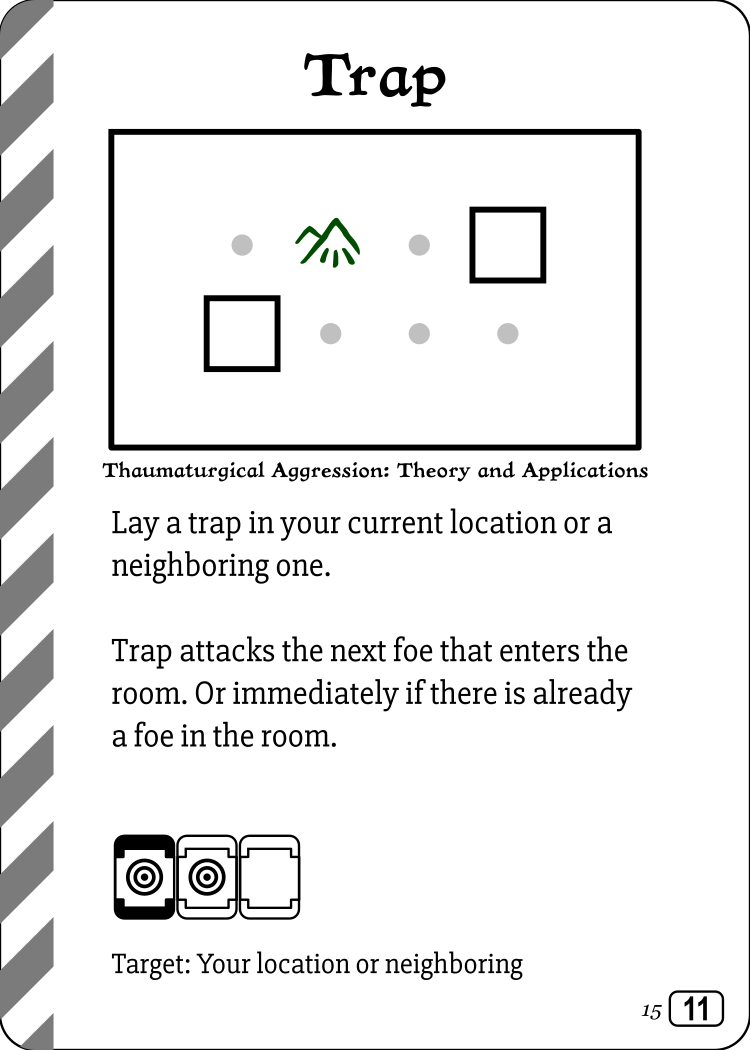 Trap
Thaumaturgical Aggression: Theory and Applications
Lay a trap in your current location or a
neighboring one.
Trap attacks the next foe that enters the
room. Or immediately if there is already
a foe in the room.
Target: Your location or neighboring
15 11